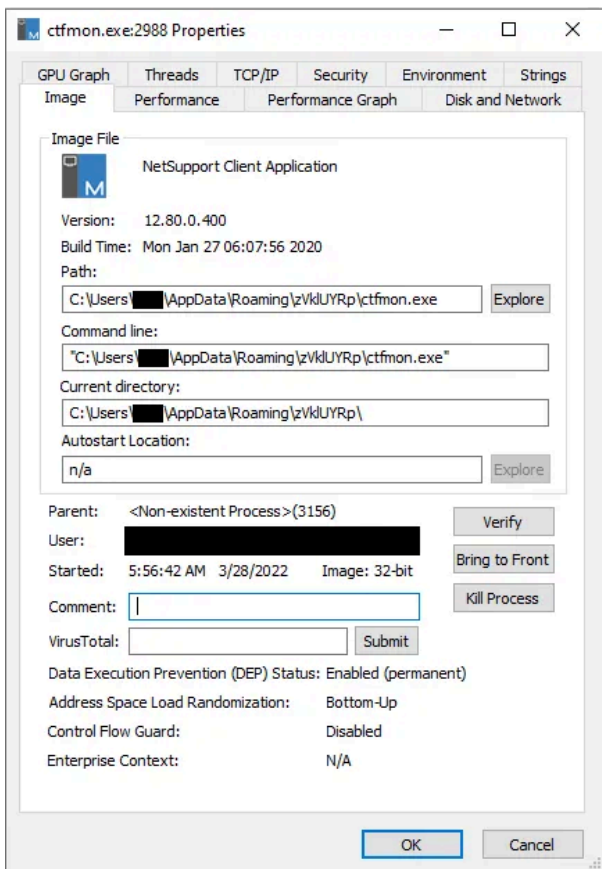 ctfmon.exe:2988 Properties
GPU Graph Threads TCP/IP Security Environment Strings
Image Performance Performance Graph Disk and Network
Image File
M
NetSupport Client Application
Version: 12.80.0.400
Build Time: Mon Jan 27 06:07:56 2020
Path:
C:\Users\ \AppData\Roaming\zVklUYRp\ctfmon.exe Explore
Command line:
"C:\Users\ \AppData\Roaming\zVklUYRp\ctfmon.exe"
Current directory:
C:\Users\ \AppData\Roaming\zVklUYRp\
Autostart Location:
n/a Explore
Parent: <Non-existent Process>(3156) Verify
User:
Started: 5:56:42 AM 3/28/2022 Image: 32-bit Bring to Front
Comment: Kill Process
VirusTotal: Submit
Data Execution Prevention (DEP) Status: Enabled (permanent)
Address Space Load Randomization: Bottom-Up
Control Flow Guard: Disabled
Enterprise Context: N/A
OK Cancel